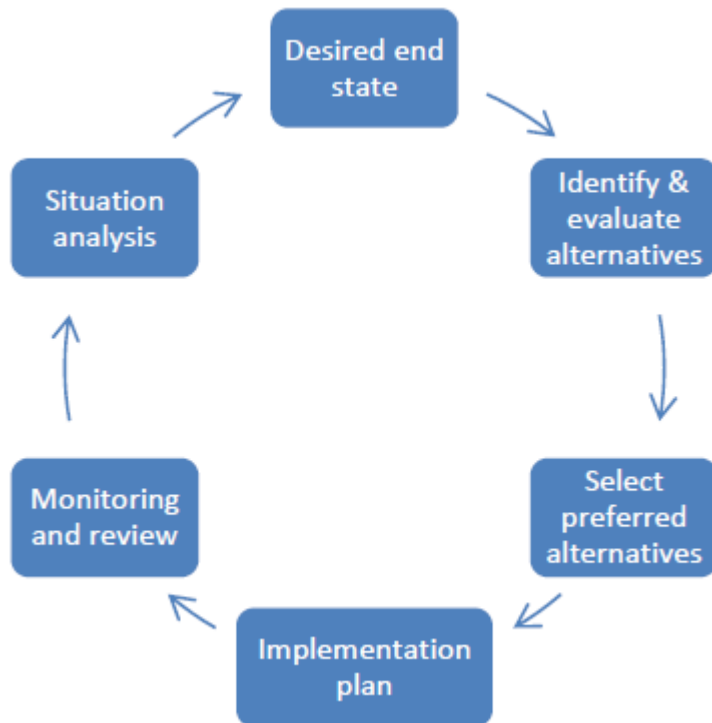 Desired end
state
Identify &
evaluate
alternatives
Select
preferred
alternatives
Implementation
plan
Monitoring
and review
Situation
analysis